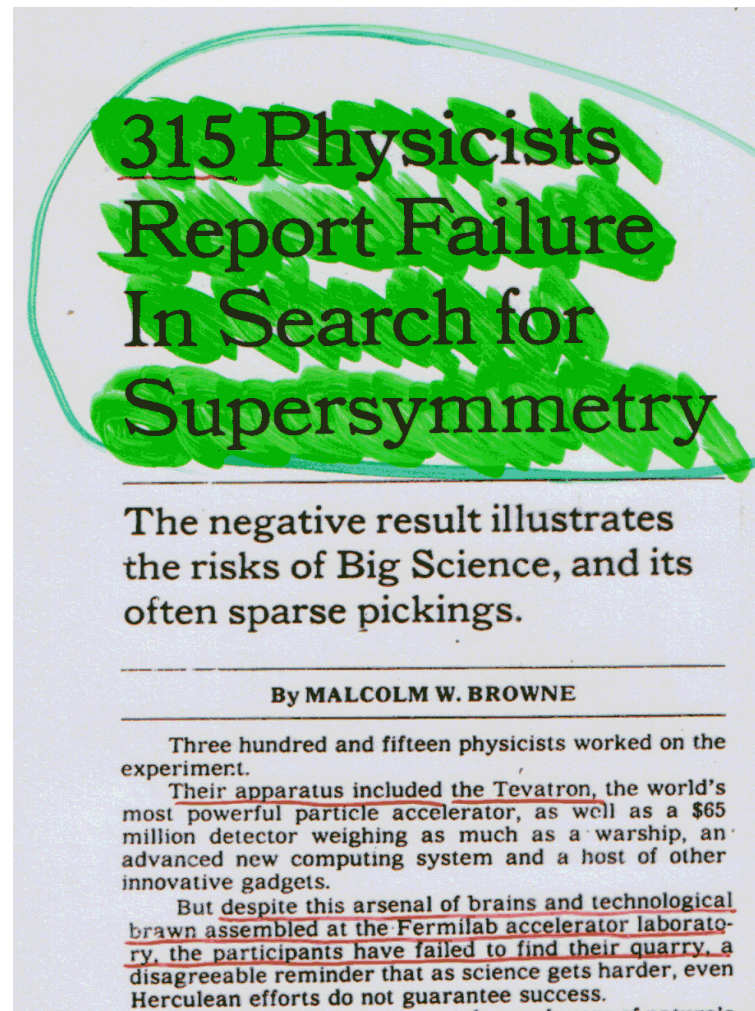 315 Physicists
Report Failure
In Search for
Supersymmetry
The negative result illustrates
the risks of Big Science, and its
often sparse pickings.
By MALCOLM W. BROWNE
Three hundred and fifteen physicists worked on the
experiment.
Their apparatus included the Tevatron, the world's
most powerful particle accelerator, as well as a $65
million detector weighing as much as a warship, an
advanced new computing system and a host of other
innovative gadgets.
But despite this arsenal of brains and technological
brawn assembled at the Fermilab accelerator laborato-
ry, the participants have failed to find their quarry, a
disagreeable reminder that as science gets harder, even
Herculean efforts do not guarantee success.